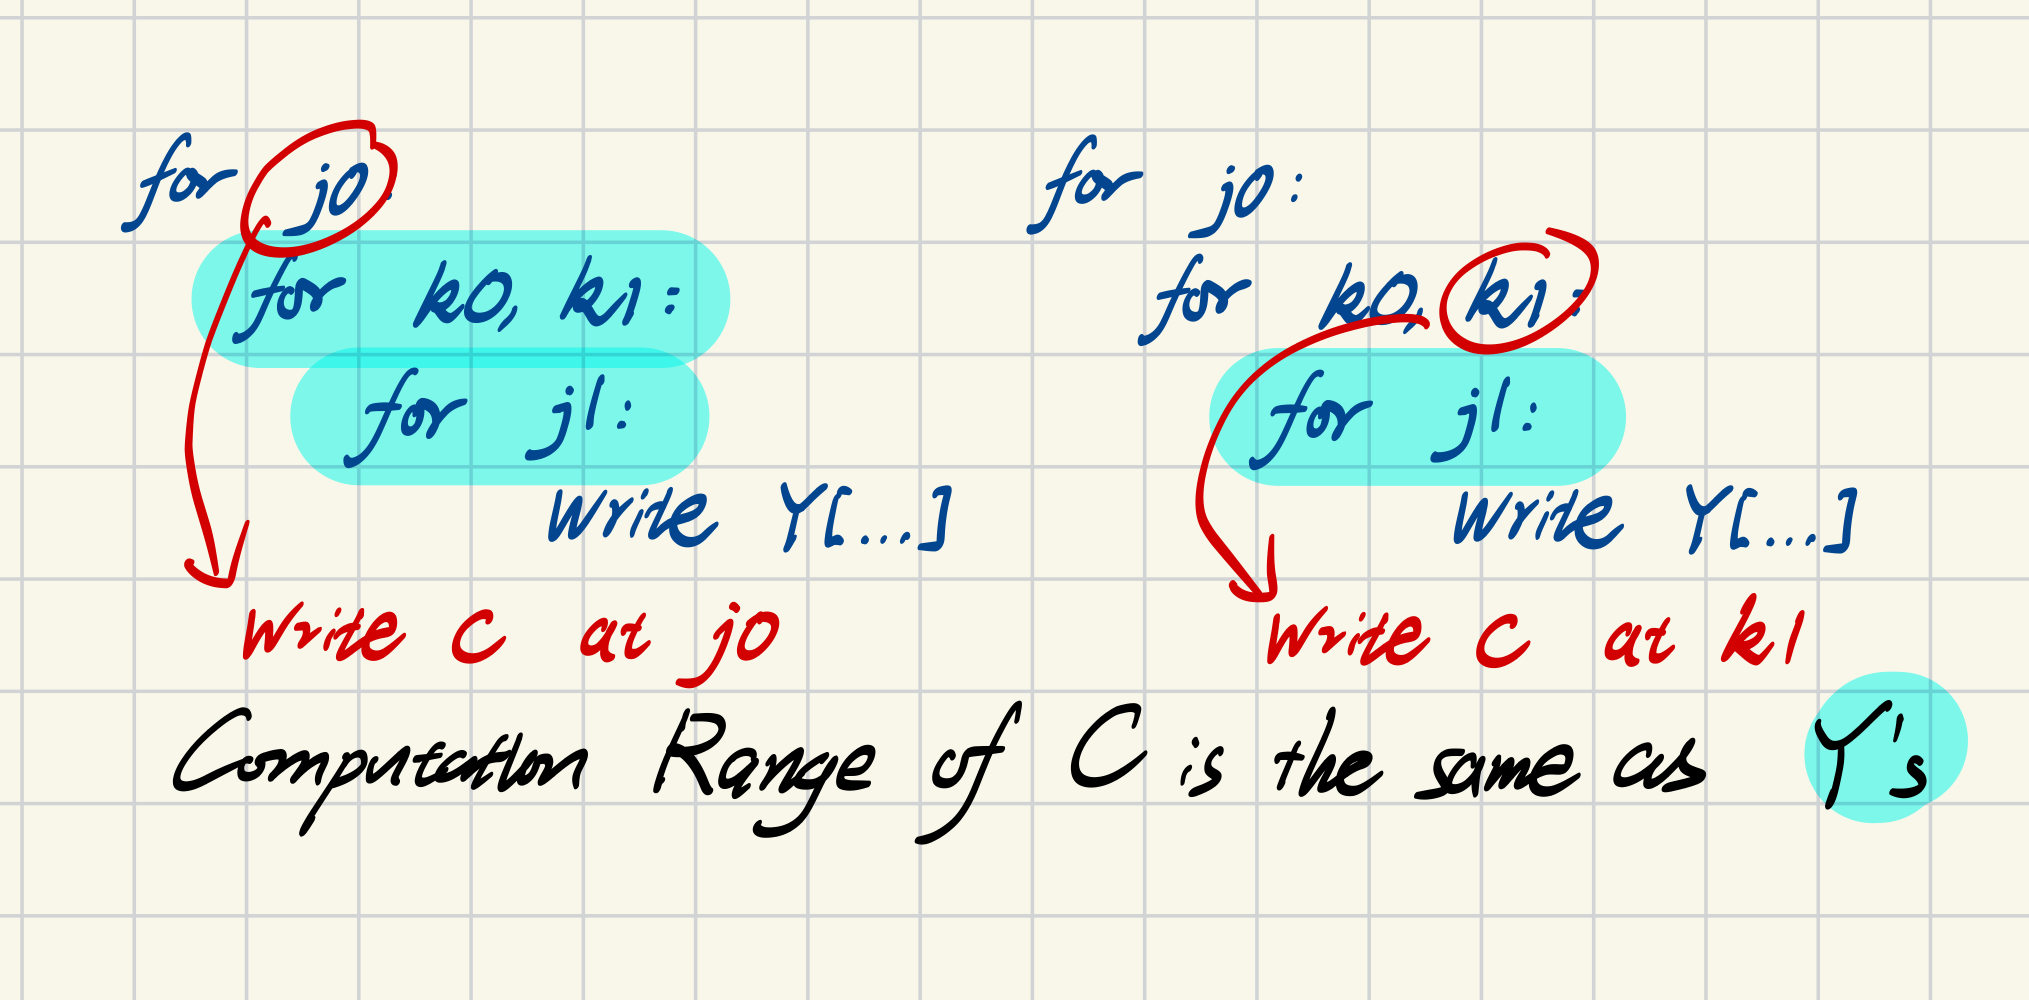 for j0:
for k0, k1:
for j1:
Write Y[...]
Write C at j0
for j0:
for k0, k1:
for j1:
Write Y[...]
Write C at k1
Computation Range of C is the same as Y's